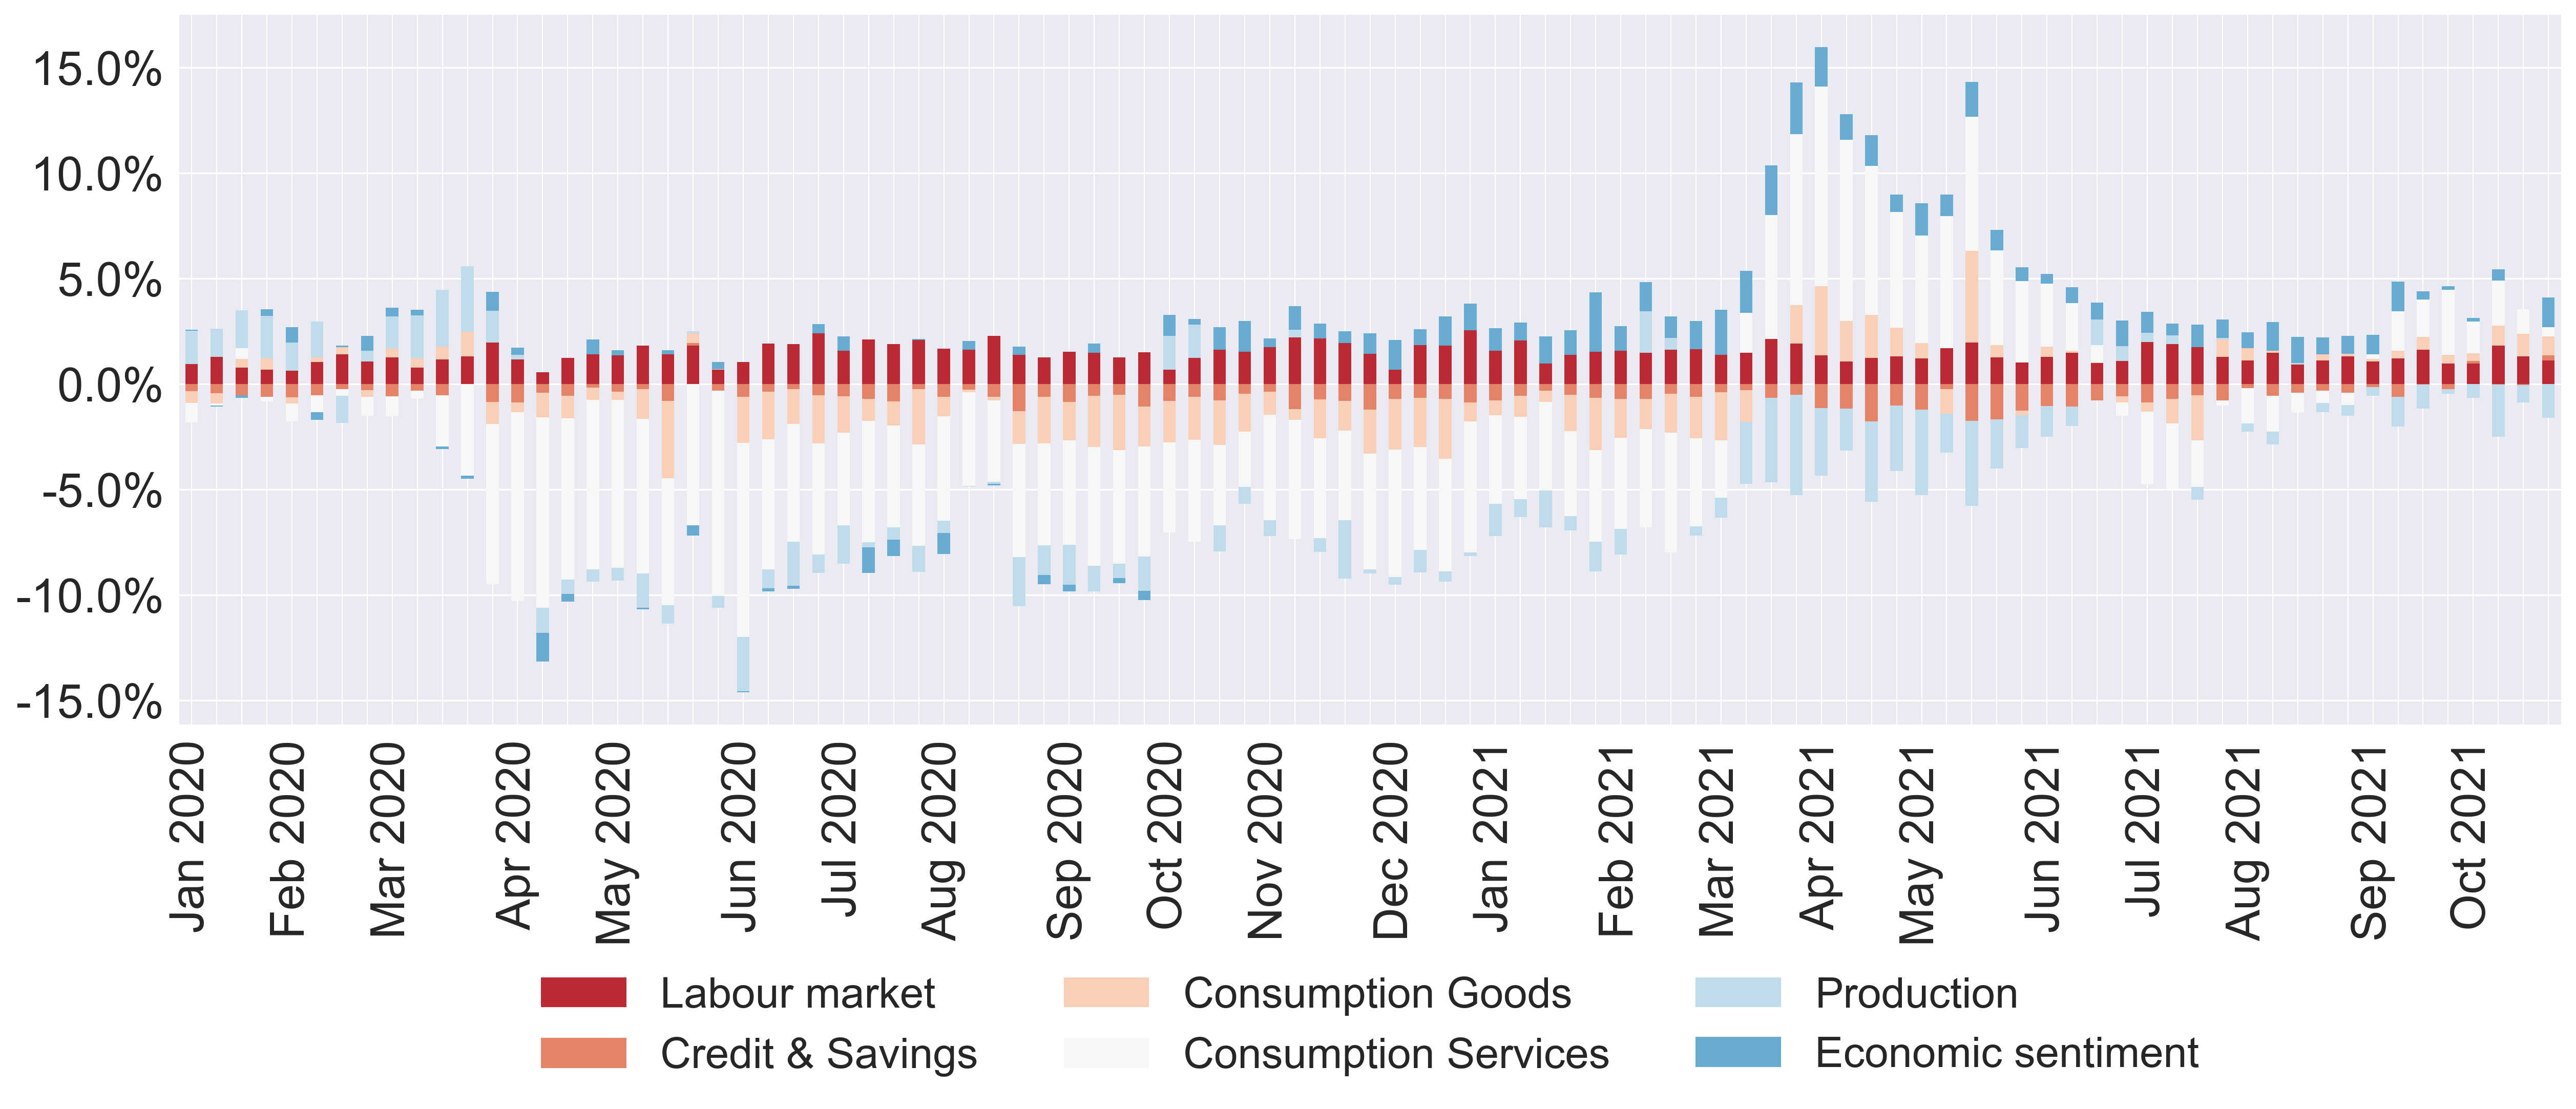 15.0%
10.0%
5.0%
0.0%
-5.0%
-10.0%
-15.0%
Jan 2020
Feb 2020
Mar 2020
Apr 2020
May 2020
Jun 2020
Jul 2020
Aug 2020
Sep 2020
Oct 2020
Nov 2020
Dec 2020
Jan 2021
Feb 2021
Mar 2021
Apr 2021
May 2021
Jun 2021
Jul 2021
Aug 2021
Sep 2021
Oct 2021
Labour market
Credit & Savings
Consumption Goods
Consumption Services
Production
Economic sentiment